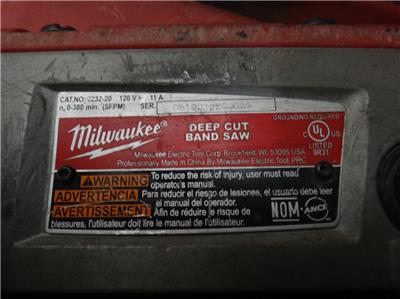 CAT.NO. 6232-20 120 V~ 11 A
n, 0-380 min. (SFPM) SER.
GROUNDING REQUIRED
Milwaukee
DEEP CUT
BAND SAW
UL
LISTED
9R31
Milwaukee Electric Tool Corp. Brookfield, WI. 53005 USA
Professionally Made in China By Milwaukee Electric Tool, PRC
WARNING To reduce the risk of injury, user must read
operator's manual.
ADVERTENCIA Para reducir el riesgo de lesiones, el usuario debe leer
el manual del operador.
AVERTISSEMENT Afin de réduire le risque de
blessures, l'utilisateur doit lire le manual de l'utilisateur.
NOM-ANCE